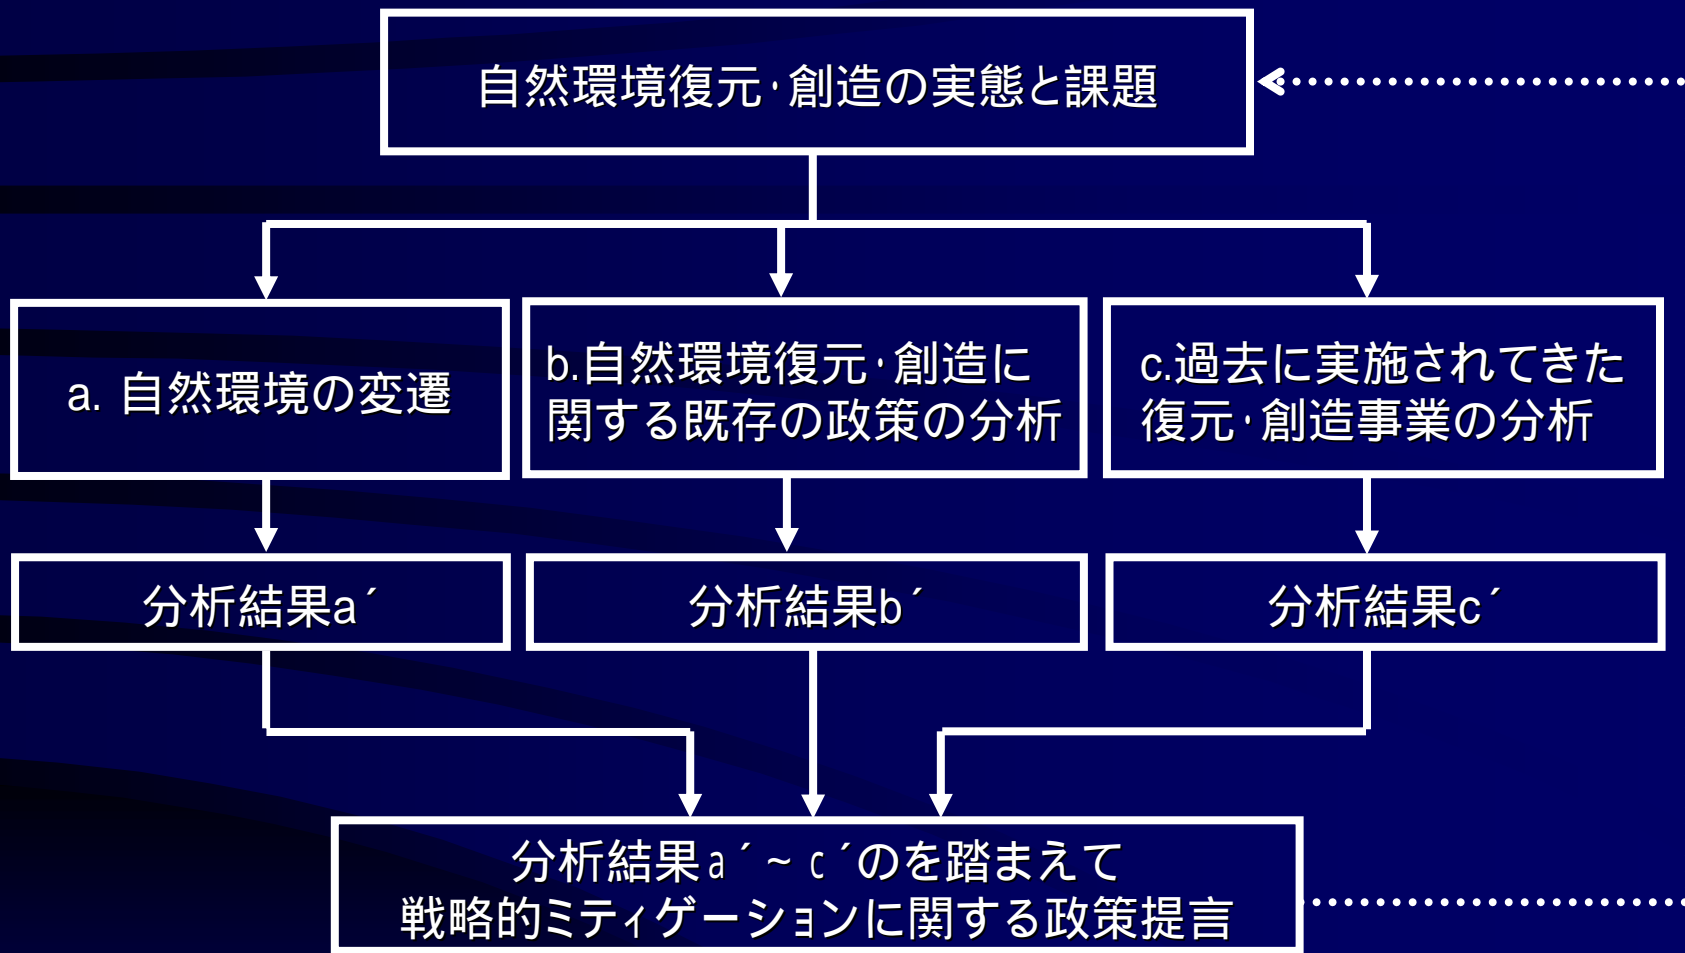 自然環境復元･創造の実態と課題
a. 自然環境の変遷
b.自然環境復元･創造に
関する既存の政策の分析
c.過去に実施されてきた
復元･創造事業の分析
分析結果a´
分析結果b´
分析結果c´
分析結果a´~c´のを踏まえて
戦略的ミティゲーションに関する政策提言